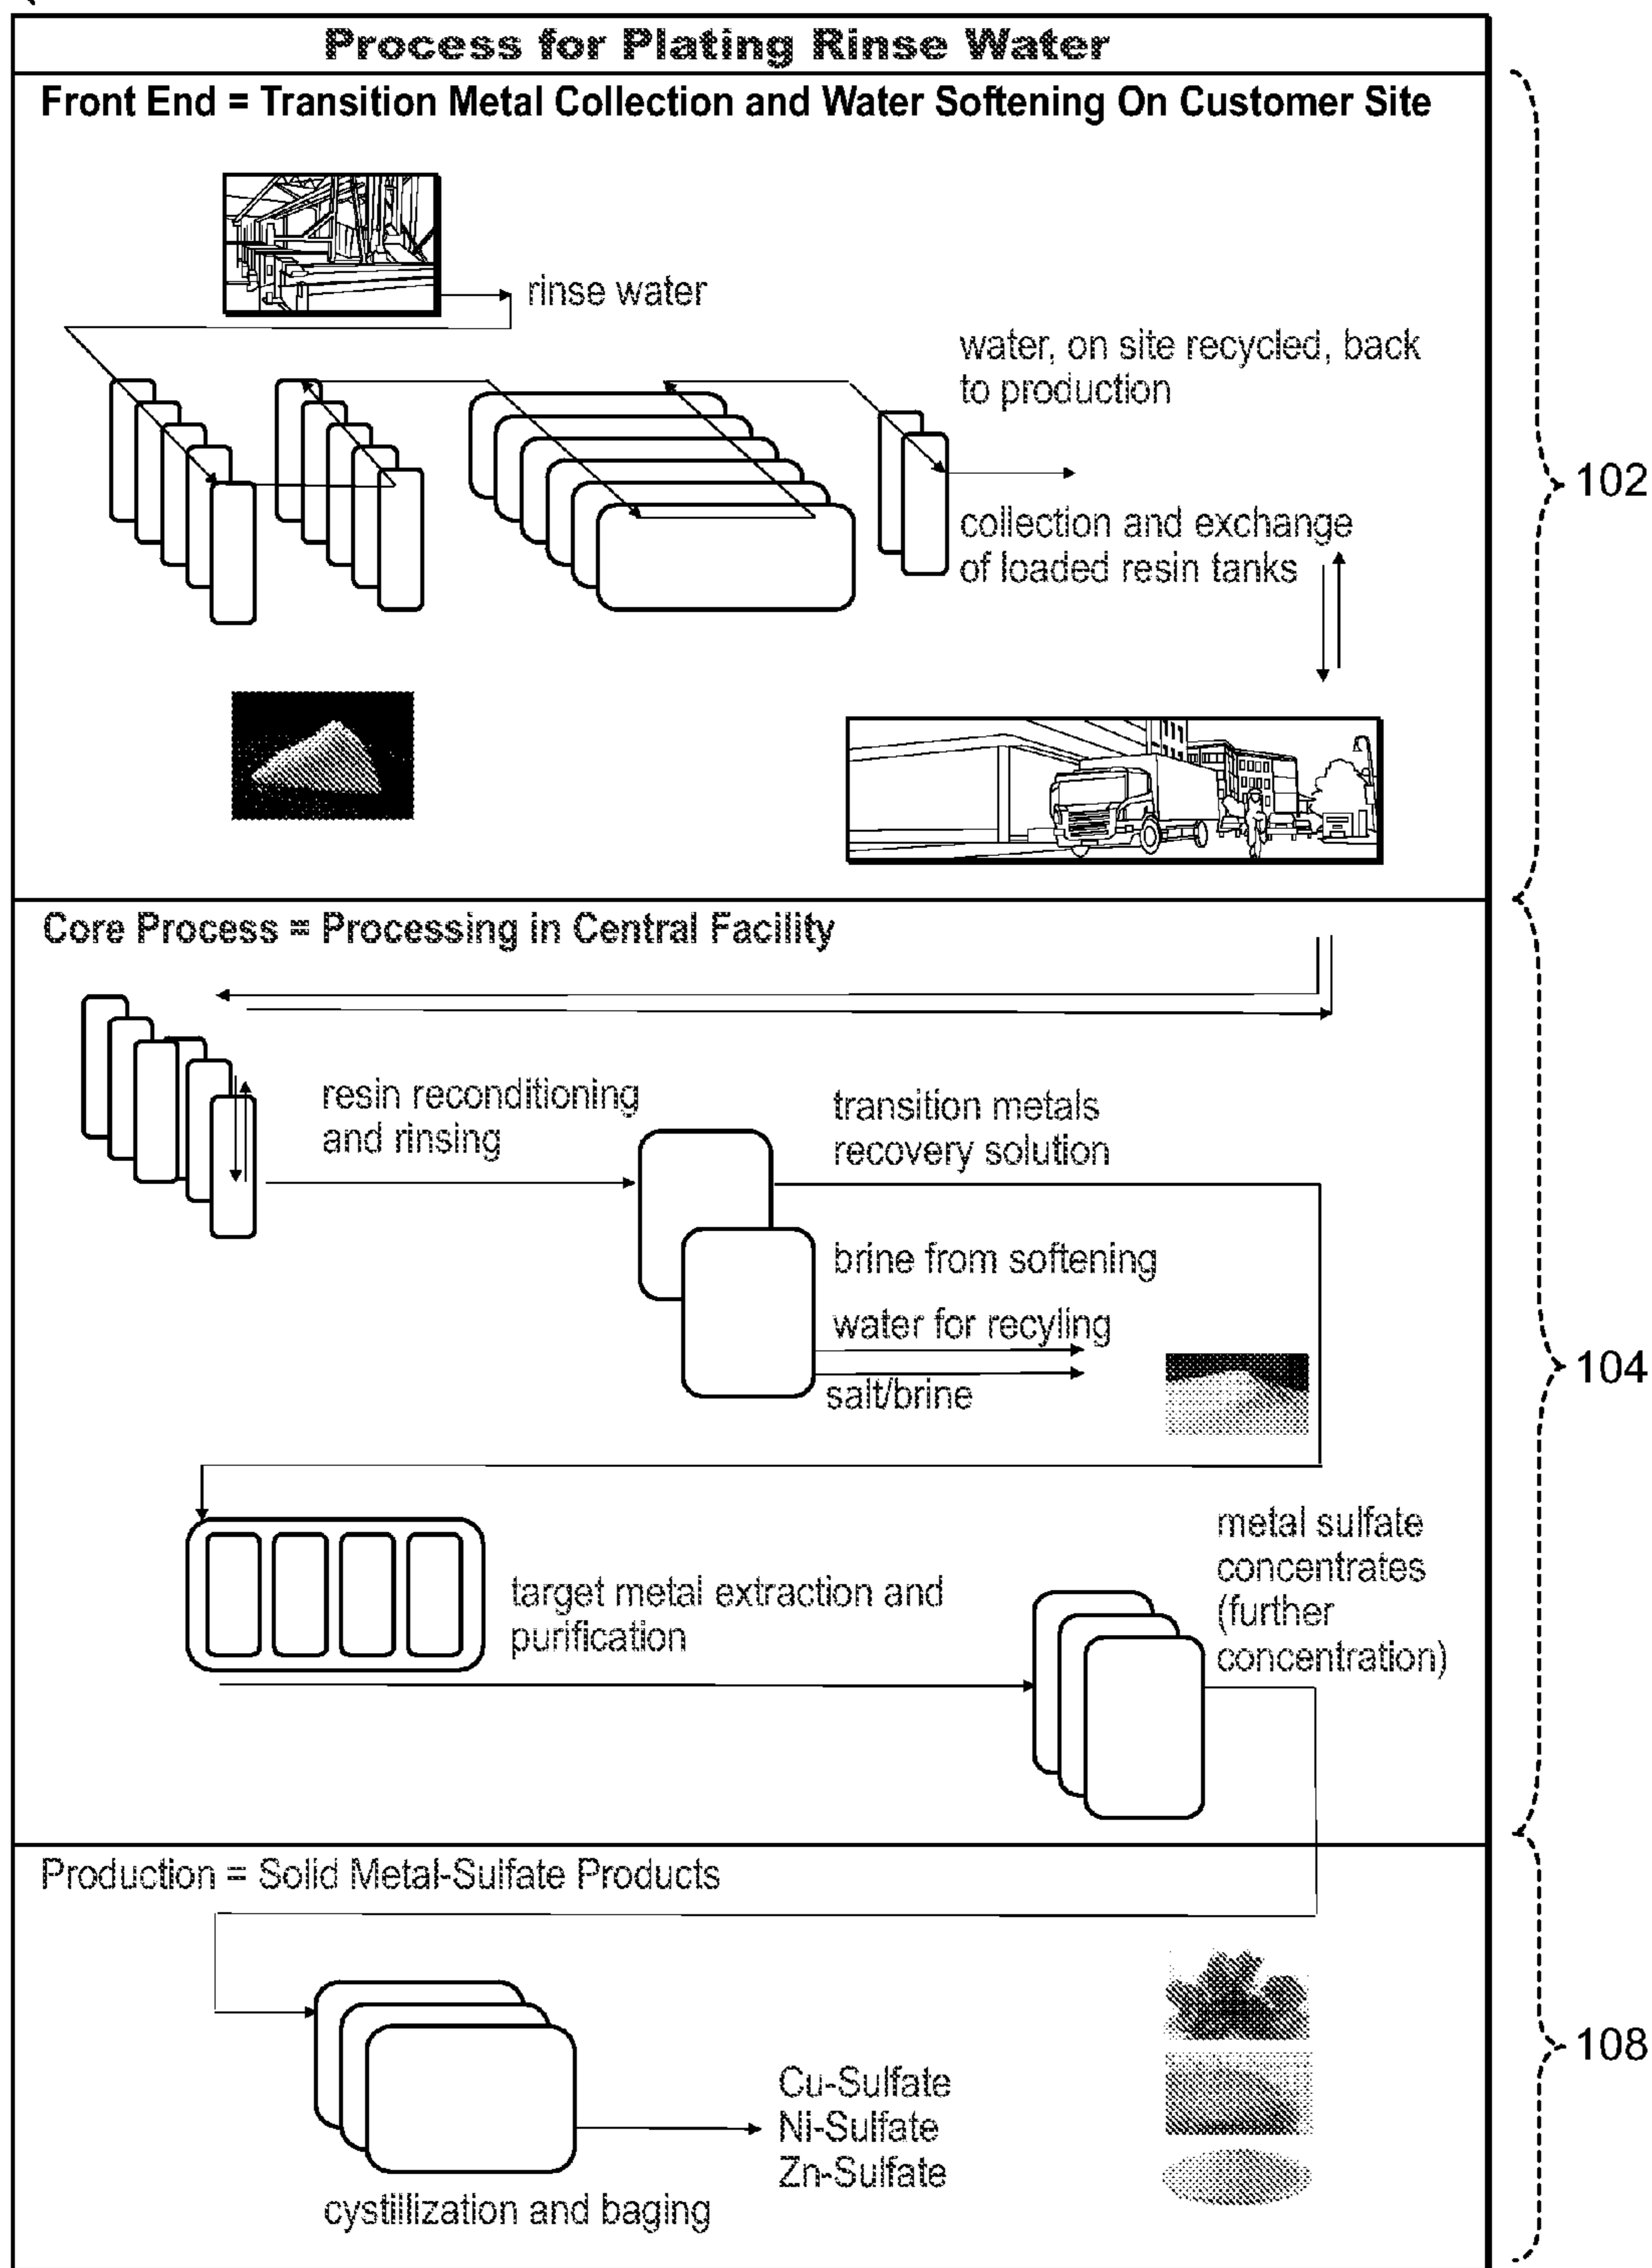 Process for Plating Rinse Water
Front End = Transition Metal Collection and Water Softening On Customer Site
rinse water
water, on site recycled, back
to production
102
collection and exchange
of loaded resin tanks
Core Process = Processing in Central Facility
resin reconditioning
and rinsing
transition metals
recovery solution
brine from softening
water for recyling
salt/brine
104
target metal extraction and
purification
metal sulfate
concentrates
(further
concentration)
Production = Solid Metal-Sulfate Products
108
Cu-Sulfate
Ni-Sulfate
Zn-Sulfate
cystiillization and baging